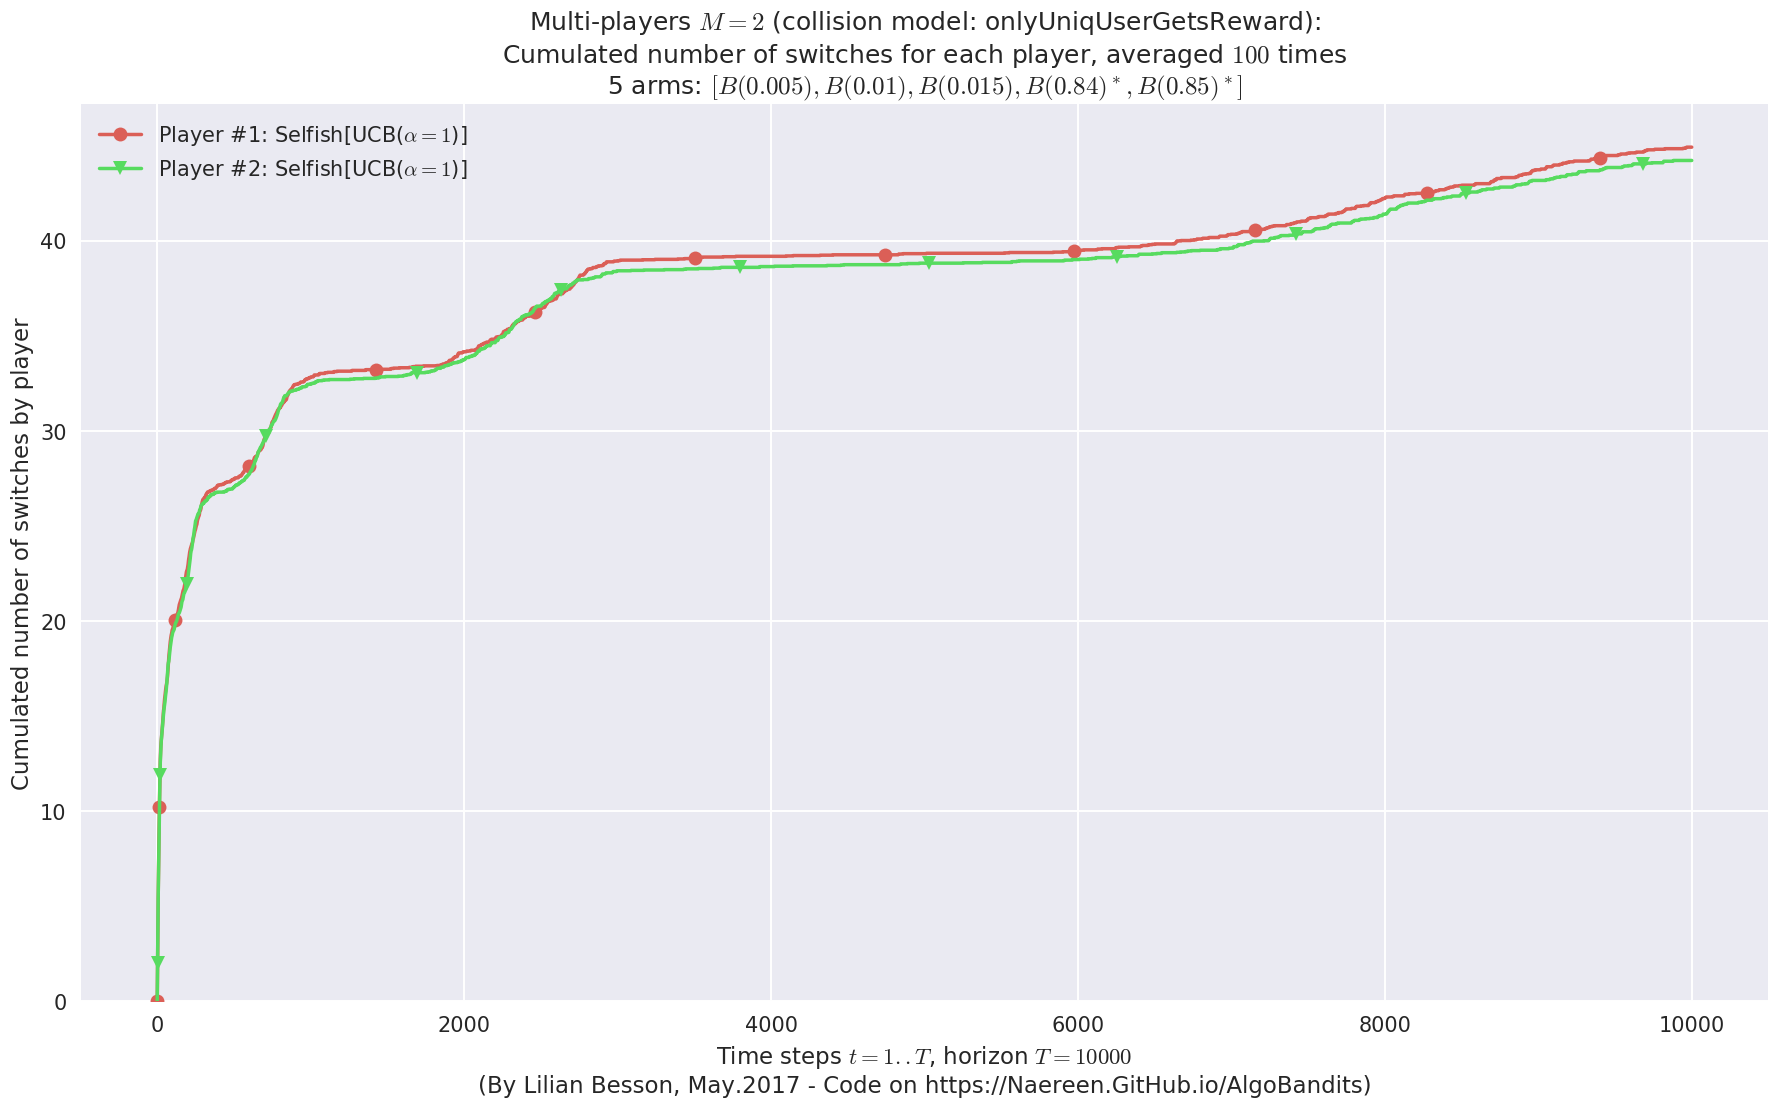 Multi-players M = 2 (collision model: onlyUniqUserGetsReward):
Cumulated number of switches for each player, averaged 100 times
5 arms: [B(0.005), B(0.01), B(0.015), B(0.84)*, B(0.85)*]
Player #1: Selfish[UCB(α = 1)]
Player #2: Selfish[UCB(α = 1)]
Cumulated number of switches by player
40
30
20
10
0
0 2000 4000 6000 8000 10000
Time steps t = 1..T, horizon T = 10000
(By Lilian Besson, May.2017 - Code on https://Naereen.GitHub.io/AlgoBandits)